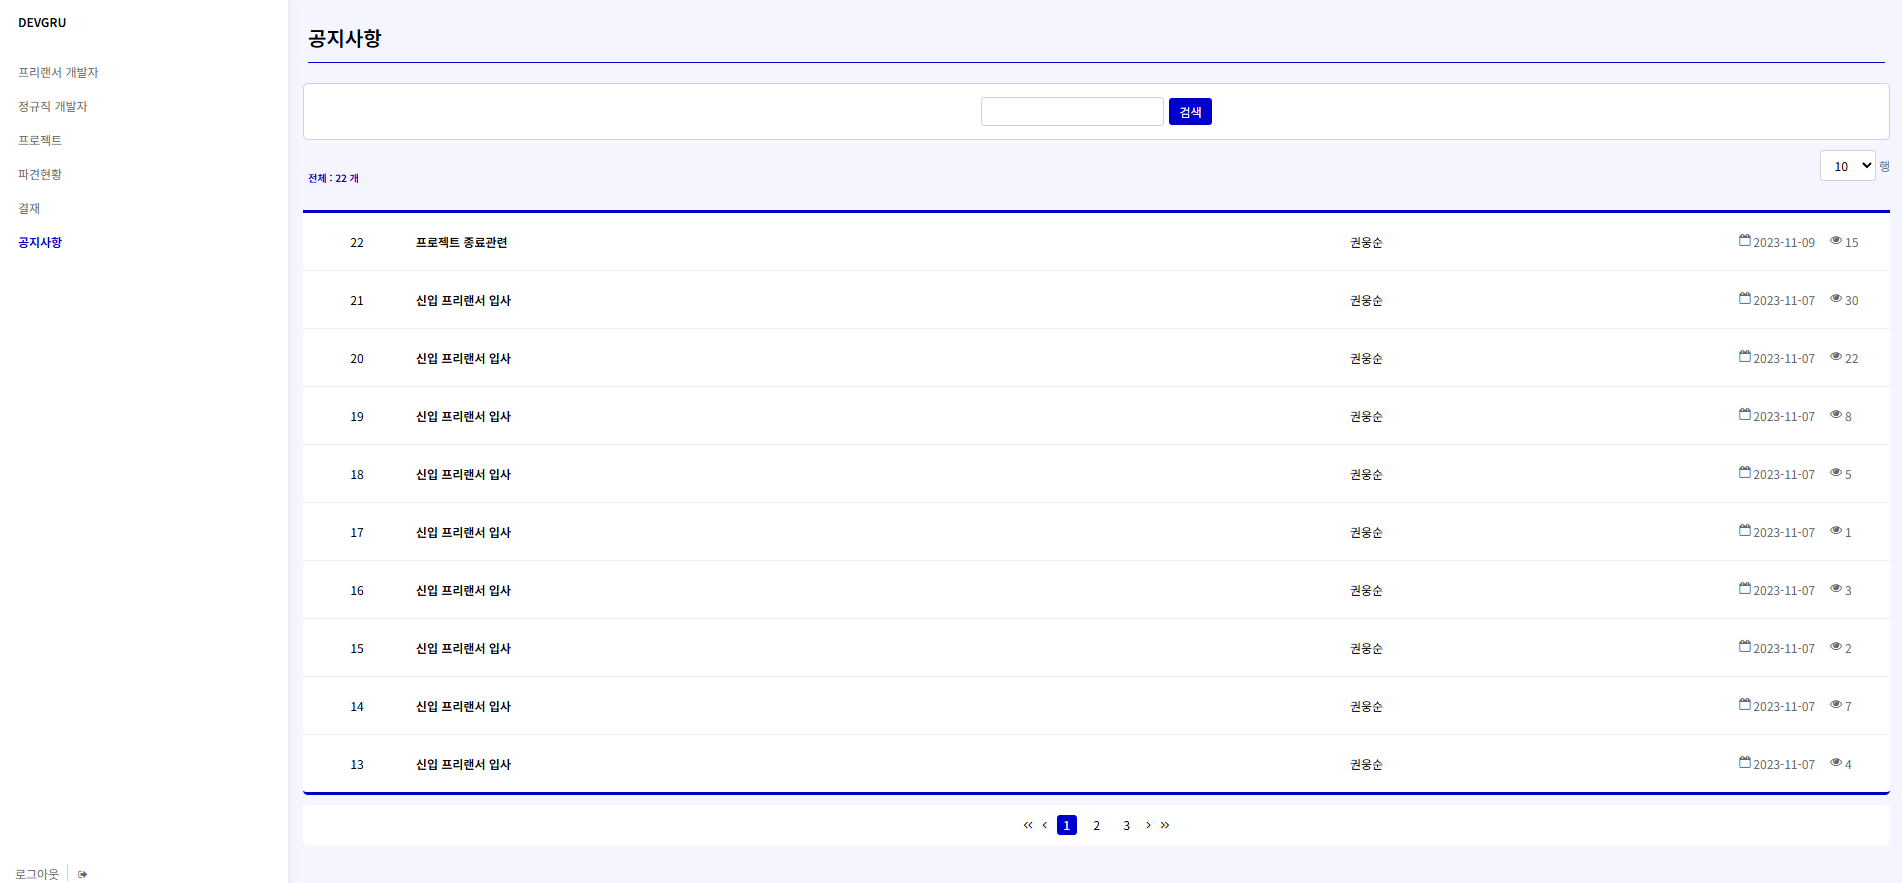 DEVGRU
프리랜서 개발자
정규직 개발자
프로젝트
파견현황
결재
공지사항
로그아웃
공지사항
검색
전체 : 22 개
10 행
22 프로젝트 종료관련 권웅순 2023-11-09 15
21 신입 프리랜서 입사 권웅순 2023-11-07 30
20 신입 프리랜서 입사 권웅순 2023-11-07 22
19 신입 프리랜서 입사 권웅순 2023-11-07 8
18 신입 프리랜서 입사 권웅순 2023-11-07 5
17 신입 프리랜서 입사 권웅순 2023-11-07 1
16 신입 프리랜서 입사 권웅순 2023-11-07 3
15 신입 프리랜서 입사 권웅순 2023-11-07 2
14 신입 프리랜서 입사 권웅순 2023-11-07 7
13 신입 프리랜서 입사 권웅순 2023-11-07 4
« ‹ 1 2 3 › »